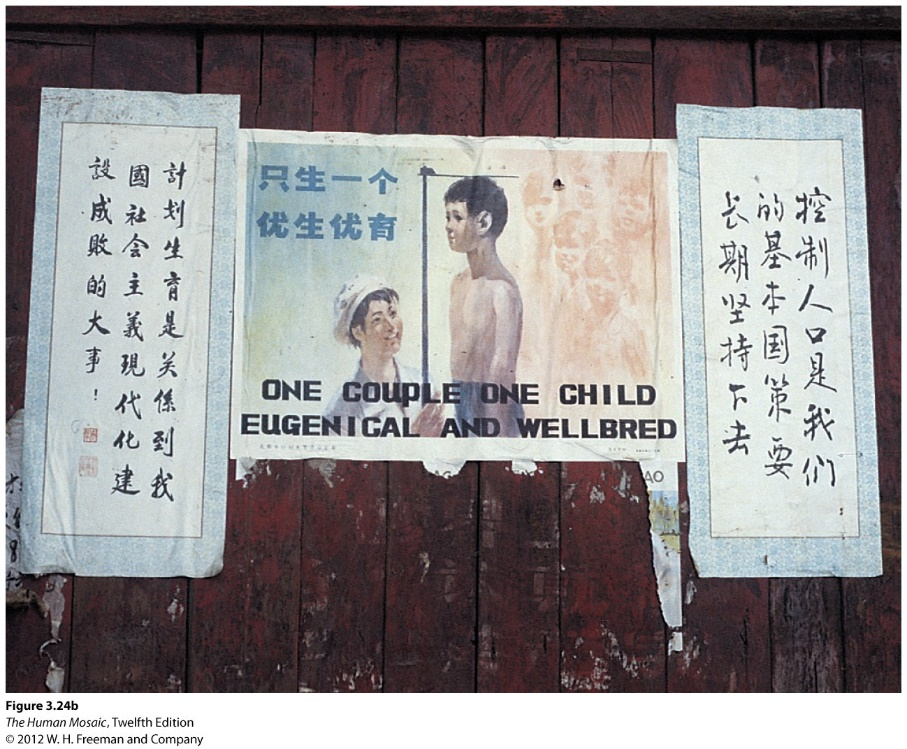 計划生育是关係到我
國社会主義現代化建
設成敗的大事！
只生一个
优生优育
ONE COUPLE ONE CHILD
EUGENICAL AND WELLBRED
AO
控制人口是我們
的基本国策要
长期坚持下去
Figure 3.24b
The Human Mosaic, Twelfth Edition
© 2012 W. H. Freeman and Company